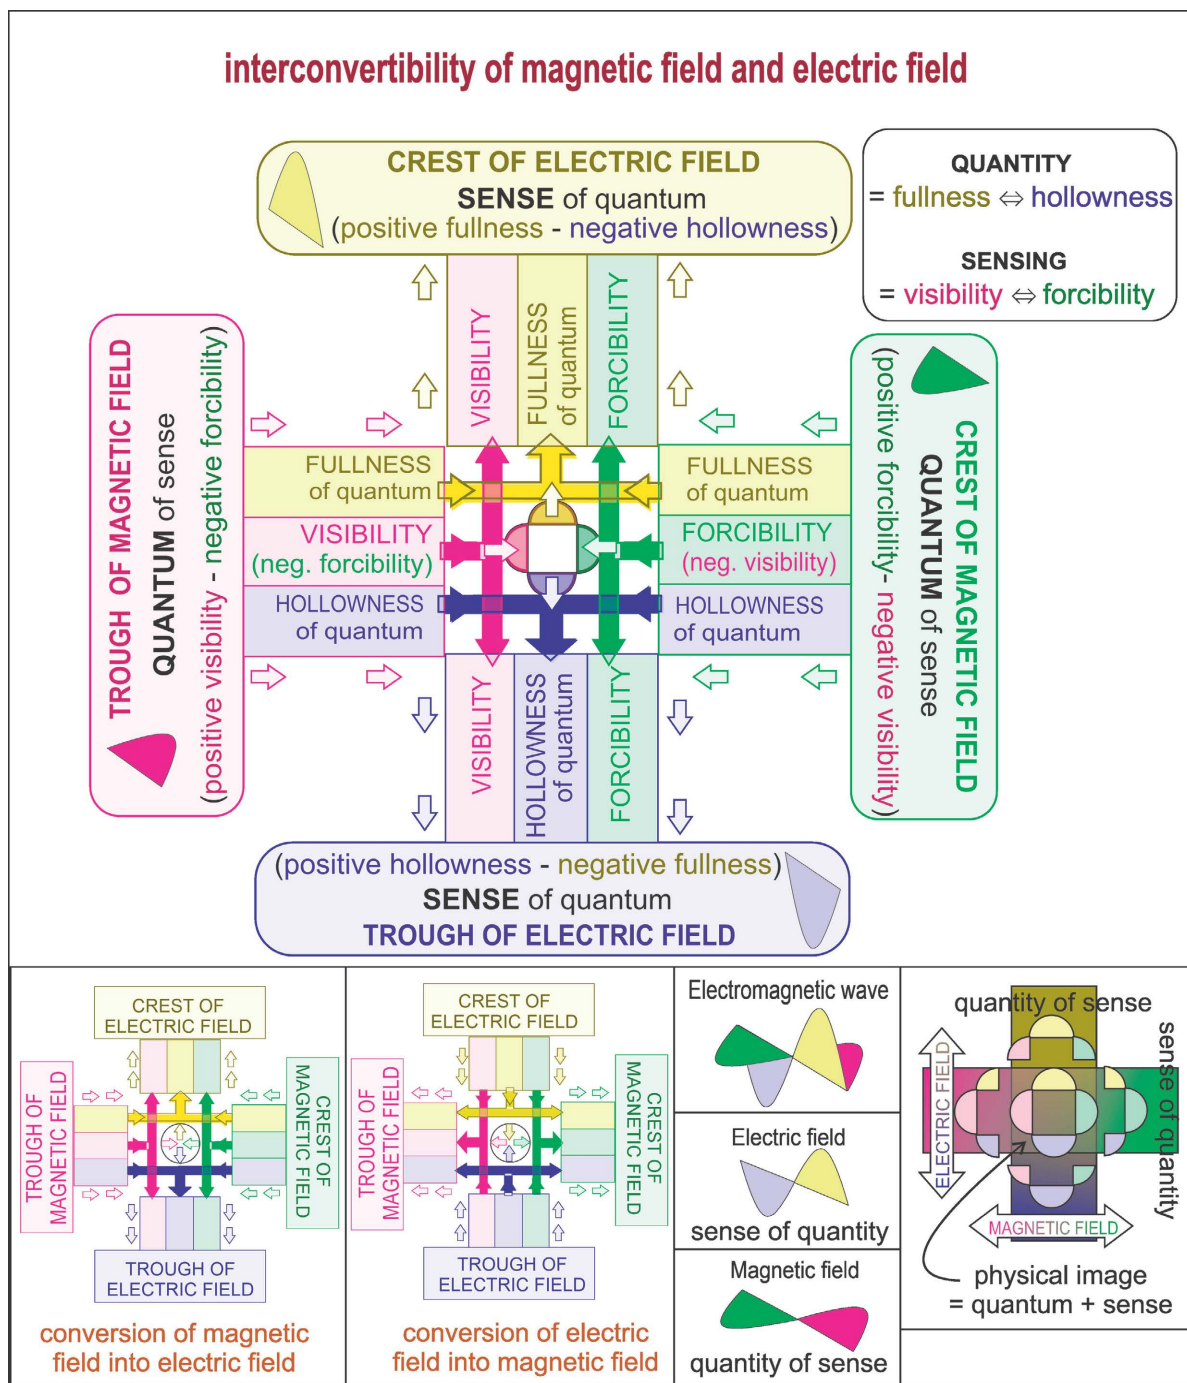 interconvertibility of magnetic field and electric field
CREST OF ELECTRIC FIELD
SENSE of quantum
(positive fullness - negative hollowness)
QUANTITY
= fullness ⇔ hollowness
SENSING
= visibility ⇔ forcibility
TROUGH OF MAGNETIC FIELD
QUANTUM of sense
(positive visibility - negative forcibility)
VISIBILITY
FULLNESS
of quantum
FORCIBILITY
FULLNESS
of quantum
VISIBILITY
(neg. forcibility)
HOLLOWNESS
of quantum
FULLNESS
of quantum
FORCIBILITY
(neg. visibility)
HOLLOWNESS
of quantum
CREST OF MAGNETIC FIELD
QUANTUM of sense
(positive forcibility- negative visibility)
VISIBILITY
HOLLOWNESS
of quantum
FORCIBILITY
(positive hollowness - negative fullness)
SENSE of quantum
TROUGH OF ELECTRIC FIELD
CREST OF
ELECTRIC FIELD
TROUGH OF
MAGNETIC FIELD
CREST OF
MAGNETIC FIELD
TROUGH OF
ELECTRIC FIELD
conversion of magnetic
field into electric field
CREST OF
ELECTRIC FIELD
TROUGH OF
MAGNETIC FIELD
CREST OF
MAGNETIC FIELD
TROUGH OF
ELECTRIC FIELD
conversion of electric
field into magnetic field
Electromagnetic wave
Electric field
sense of quantity
Magnetic field
quantity of sense
quantity of sense
sense of quantity
ELECTRIC FIELD
MAGNETIC FIELD
physical image
= quantum + sense